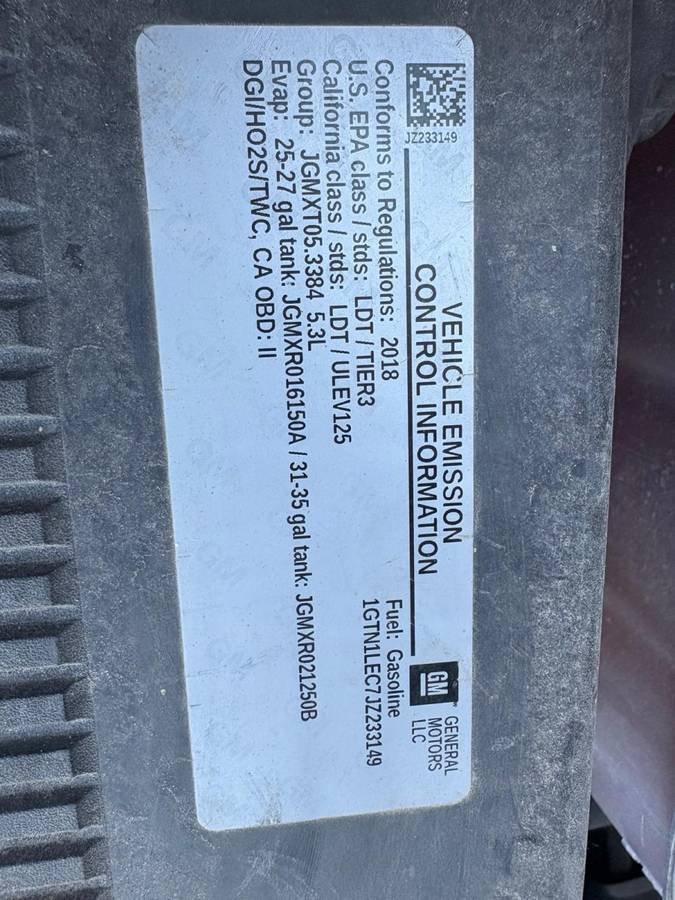 JZ233149
VEHICLE EMISSION
CONTROL INFORMATION
GM
GENERAL
MOTORS
LLC
Conforms to Regulations: 2018
Fuel: Gasoline
U.S. EPA class / stds: LDT / TIER3
1GTN1LEC7JZ233149
California class / stds: LDT / ULEV125
Group: JGMXT05.3384 5.3L
Evap: 25-27 gal tank: JGMXR016150A / 31-35 gal tank: JGMXR021250B
DGI/HO2S/TWC, CA OBD: II